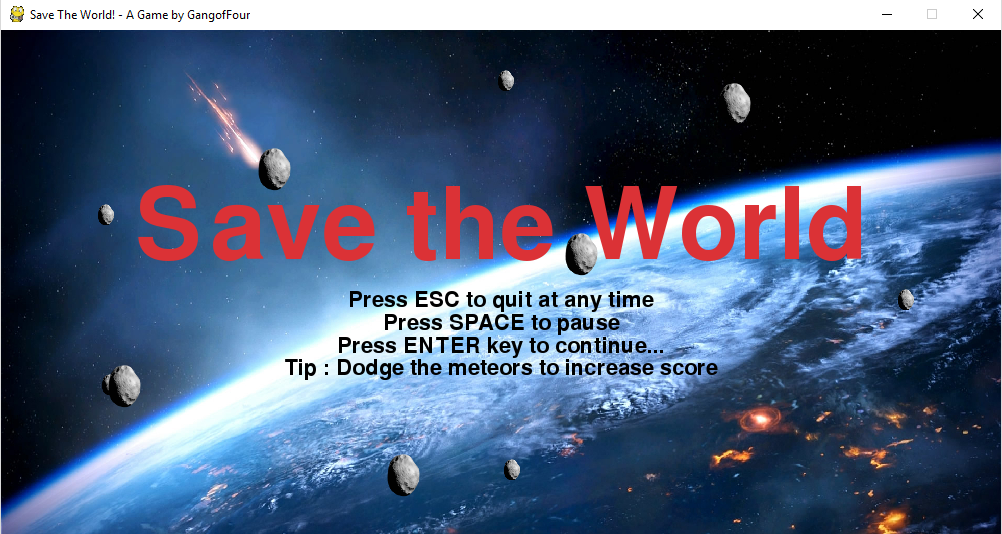 Save The World! - A Game by GangofFour
Save the World
Press ESC to quit at any time
Press SPACE to pause
Press ENTER key to continue...
Tip : Dodge the meteors to increase score